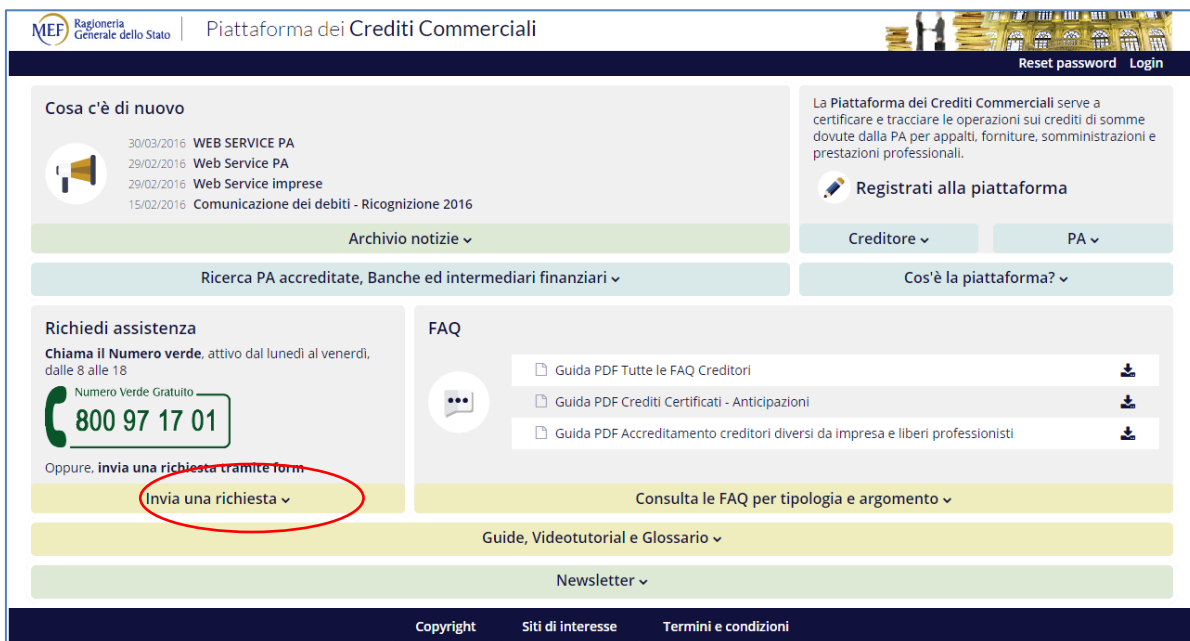 MEF Ragioneria
Generale dello Stato
Piattaforma dei Crediti Commerciali
Reset password Login
Cosa c'è di nuovo
30/03/2016 WEB SERVICE PA
29/02/2016 Web Service PA
29/02/2016 Web Service imprese
15/02/2016 Comunicazione dei debiti - Ricognizione 2016
Archivio notizie
La Piattaforma dei Crediti Commerciali serve a
certificare e tracciare le operazioni sui crediti di somme
dovute dalla PA per appalti, forniture, somministrazioni e
prestazioni professionali.
Registrati alla piattaforma
Creditore
PA
Ricerca PA accreditate, Banche ed intermediari finanziari
Cos'è la piattaforma?
Richiedi assistenza
Chiama il Numero verde, attivo dal lunedì al venerdì,
dalle 8 alle 18
Numero Verde Gratuito
800 97 17 01
Oppure, invia una richiesta tramite form
Invia una richiesta
FAQ
Guida PDF Tutte le FAQ Creditori
Guida PDF Crediti Certificati - Anticipazioni
Guida PDF Accreditamento creditori diversi da impresa e liberi professionisti
Consulta le FAQ per tipologia e argomento
Guide, Videotutorial e Glossario
Newsletter
Copyright Siti di interesse Termini e condizioni